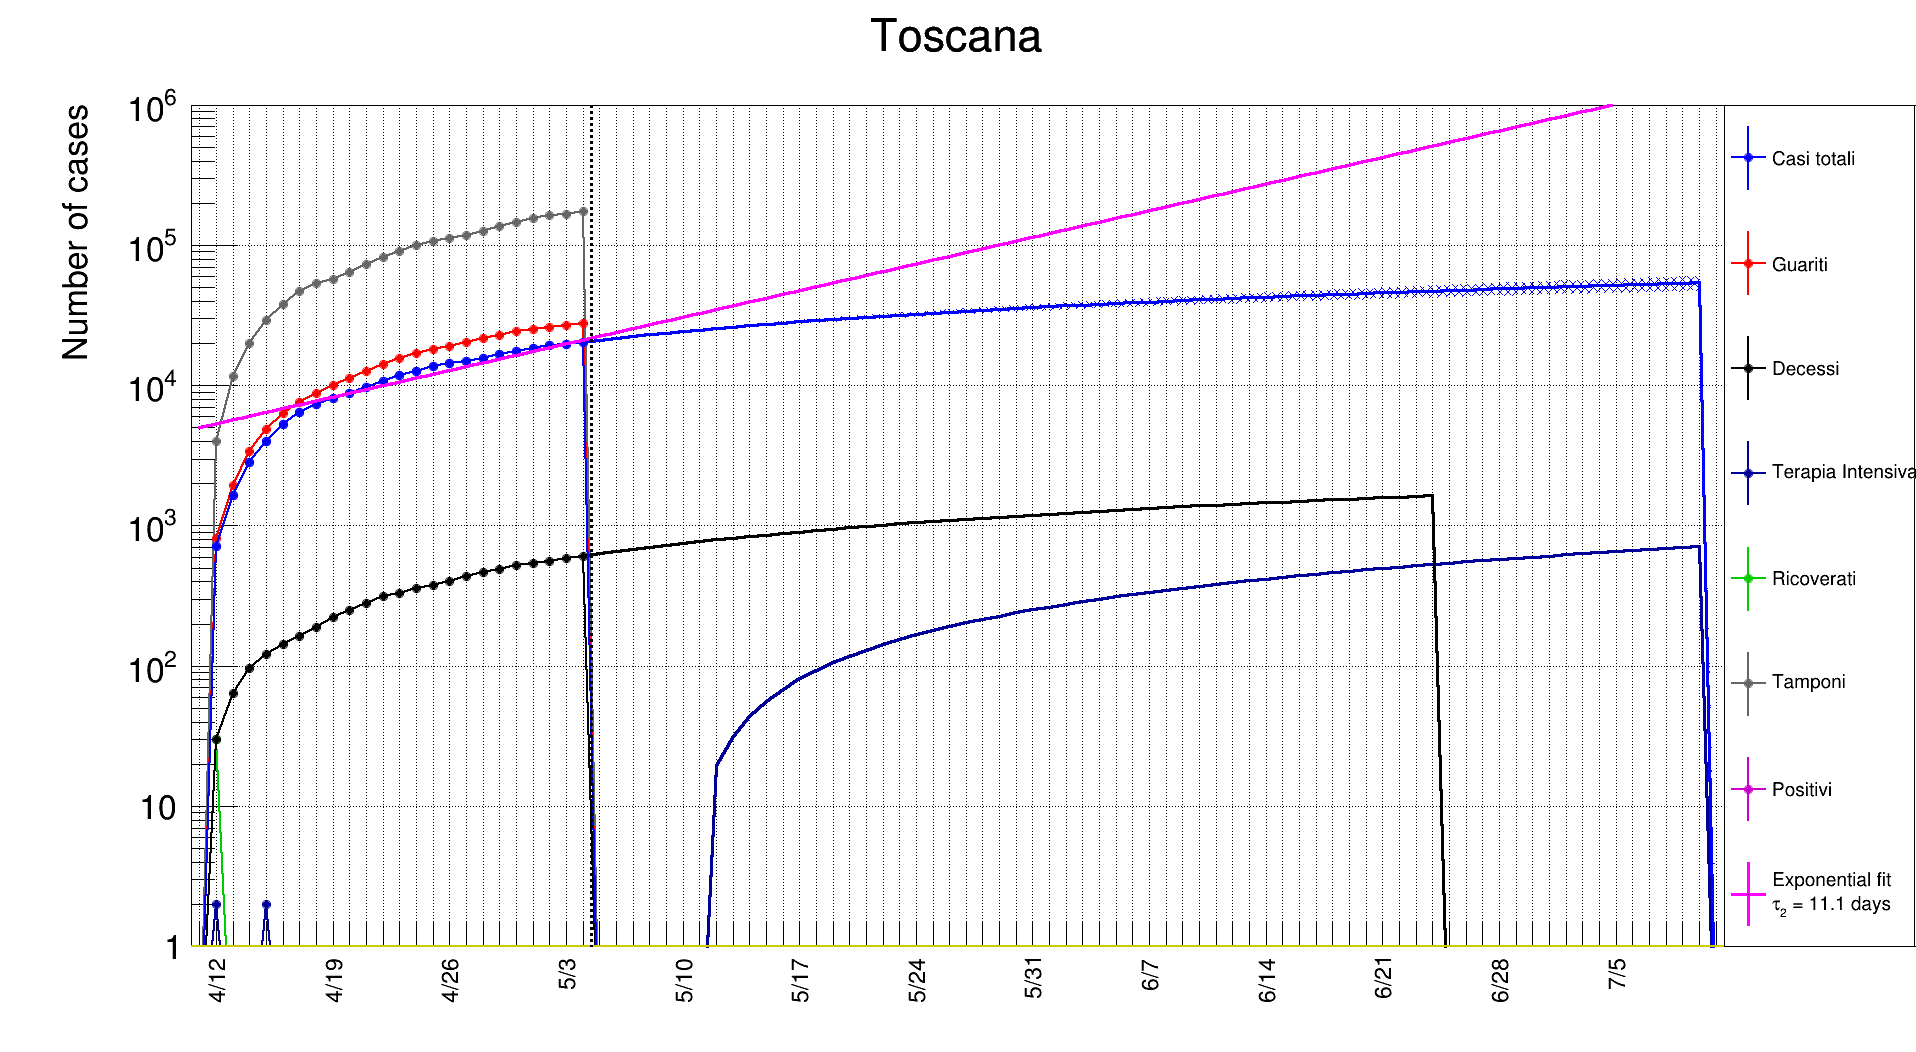 Toscana
Number of cases
10^6
10^5
10^4
10^3
10^2
10
1
4/12
4/19
4/26
5/3
5/10
5/17
5/24
5/31
6/7
6/14
6/21
6/28
7/5
Casi totali
Guariti
Decessi
Terapia Intensiva
Ricoverati
Tamponi
Positivi
Exponential fit
τ₂ = 11.1 days